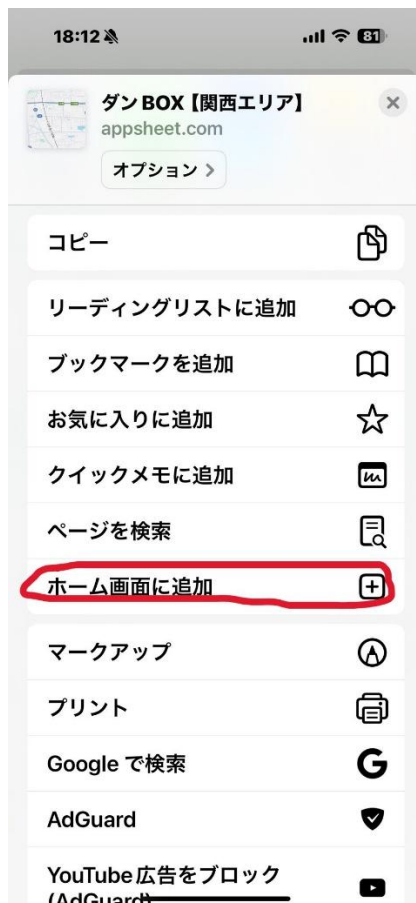 18:12
81
ダンBOX【関西エリア】
appsheet.com
オプション
コピー
リーディングリストに追加
ブックマークを追加
お気に入りに追加
クイックメモに追加
ページを検索
ホーム画面に追加
マークアップ
プリント
Google で検索
AdGuard
YouTube広告をブロック
(AdGuard)